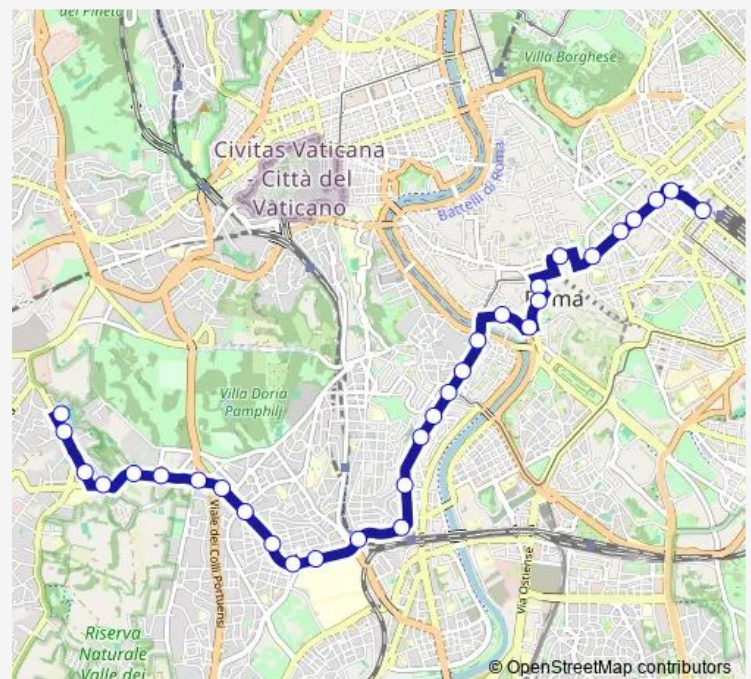 del Pineto
Villa Borghese
Civitas Vaticana
- Città del
Vaticano
Battelli di Roma
Roma
Villa Doria
Pamphilj
Viale dei Colli Portuensi
Via Ostiense
Riserva
Naturale
Valle dei
© OpenStreetMap contributors